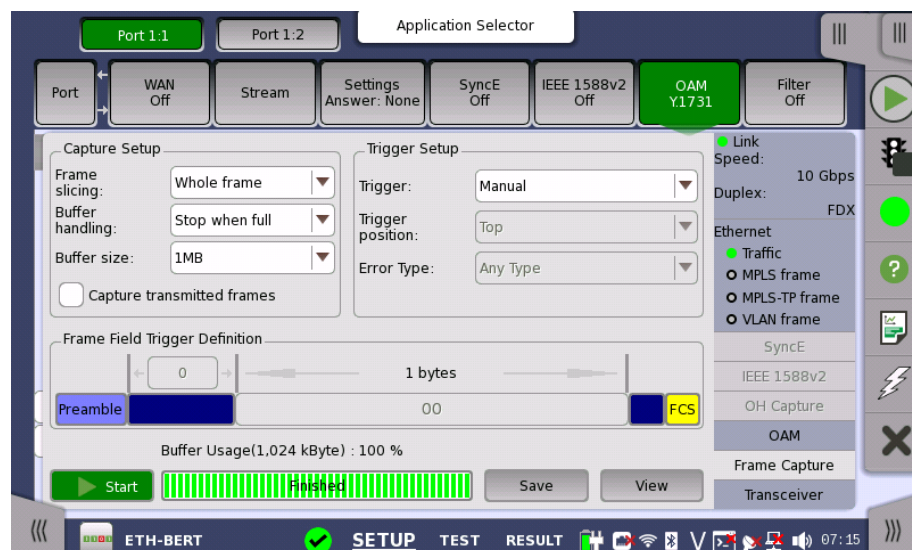 Application Selector
Port 1:1
Port 1:2
Port
WAN
Off
Stream
Settings
Answer: None
SyncE
Off
IEEE 1588v2
Off
OAM
Y.1731
Filter
Off
Capture Setup
Frame
slicing:
Whole frame
Buffer
handling:
Stop when full
Buffer size:
1MB
Capture transmitted frames
Trigger Setup
Trigger:
Manual
Trigger
position:
Top
Error Type:
Any Type
Frame Field Trigger Definition
0
1 bytes
Preamble
00
FCS
Buffer Usage(1,024 kByte) : 100 %
Start
Finished
Save
View
Link
Speed:
10 Gbps
Duplex:
FDX
Ethernet
Traffic
MPLS frame
MPLS-TP frame
VLAN frame
SyncE
IEEE 1588v2
OH Capture
OAM
Frame Capture
Transceiver
ETH-BERT
SETUP
TEST
RESULT
07:15